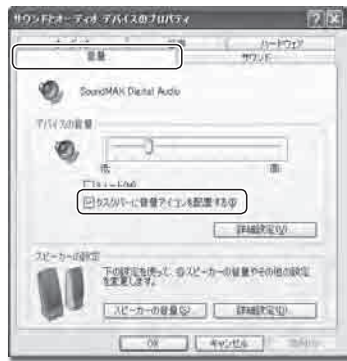 サウンドとオーディオ デバイスのプロパティ
ハードウェア
音量
サウンド
SoundMAX Digital Audio
デバイスの音量
低
高
タスクバーに音量アイコンを配置する(I)
詳細設定(V)
スピーカーの設定
下の設定を使って、各スピーカーの音量やその他の設定を変更します。
スピーカーの音量(S)
詳細設定(D)
OK
キャンセル